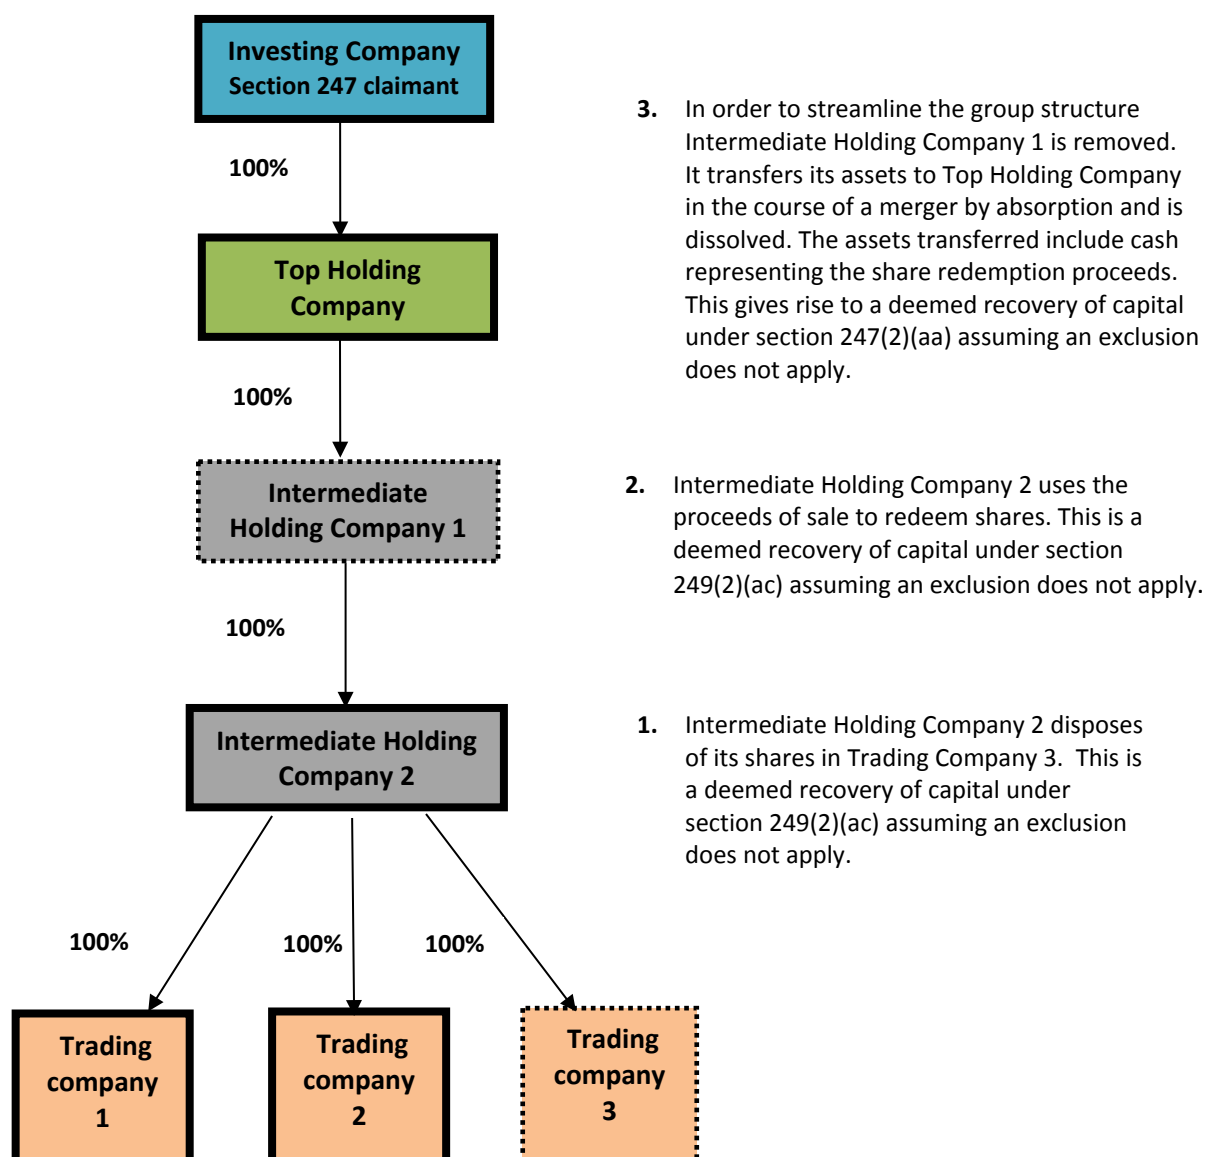 Investing Company
Section 247 claimant
100%
Top Holding
Company
100%
Intermediate
Holding Company 1
100%
Intermediate Holding
Company 2
100%
100%
100%
Trading
company
1
Trading
company
2
Trading
company
3
3. In order to streamline the group structure
Intermediate Holding Company 1 is removed.
It transfers its assets to Top Holding Company
in the course of a merger by absorption and is
dissolved. The assets transferred include cash
representing the share redemption proceeds.
This gives rise to a deemed recovery of capital
under section 247(2)(aa) assuming an exclusion
does not apply.
2. Intermediate Holding Company 2 uses the
proceeds of sale to redeem shares. This is a
deemed recovery of capital under section
249(2)(ac) assuming an exclusion does not apply.
1. Intermediate Holding Company 2 disposes
of its shares in Trading Company 3. This is
a deemed recovery of capital under
section 249(2)(ac) assuming an exclusion
does not apply.